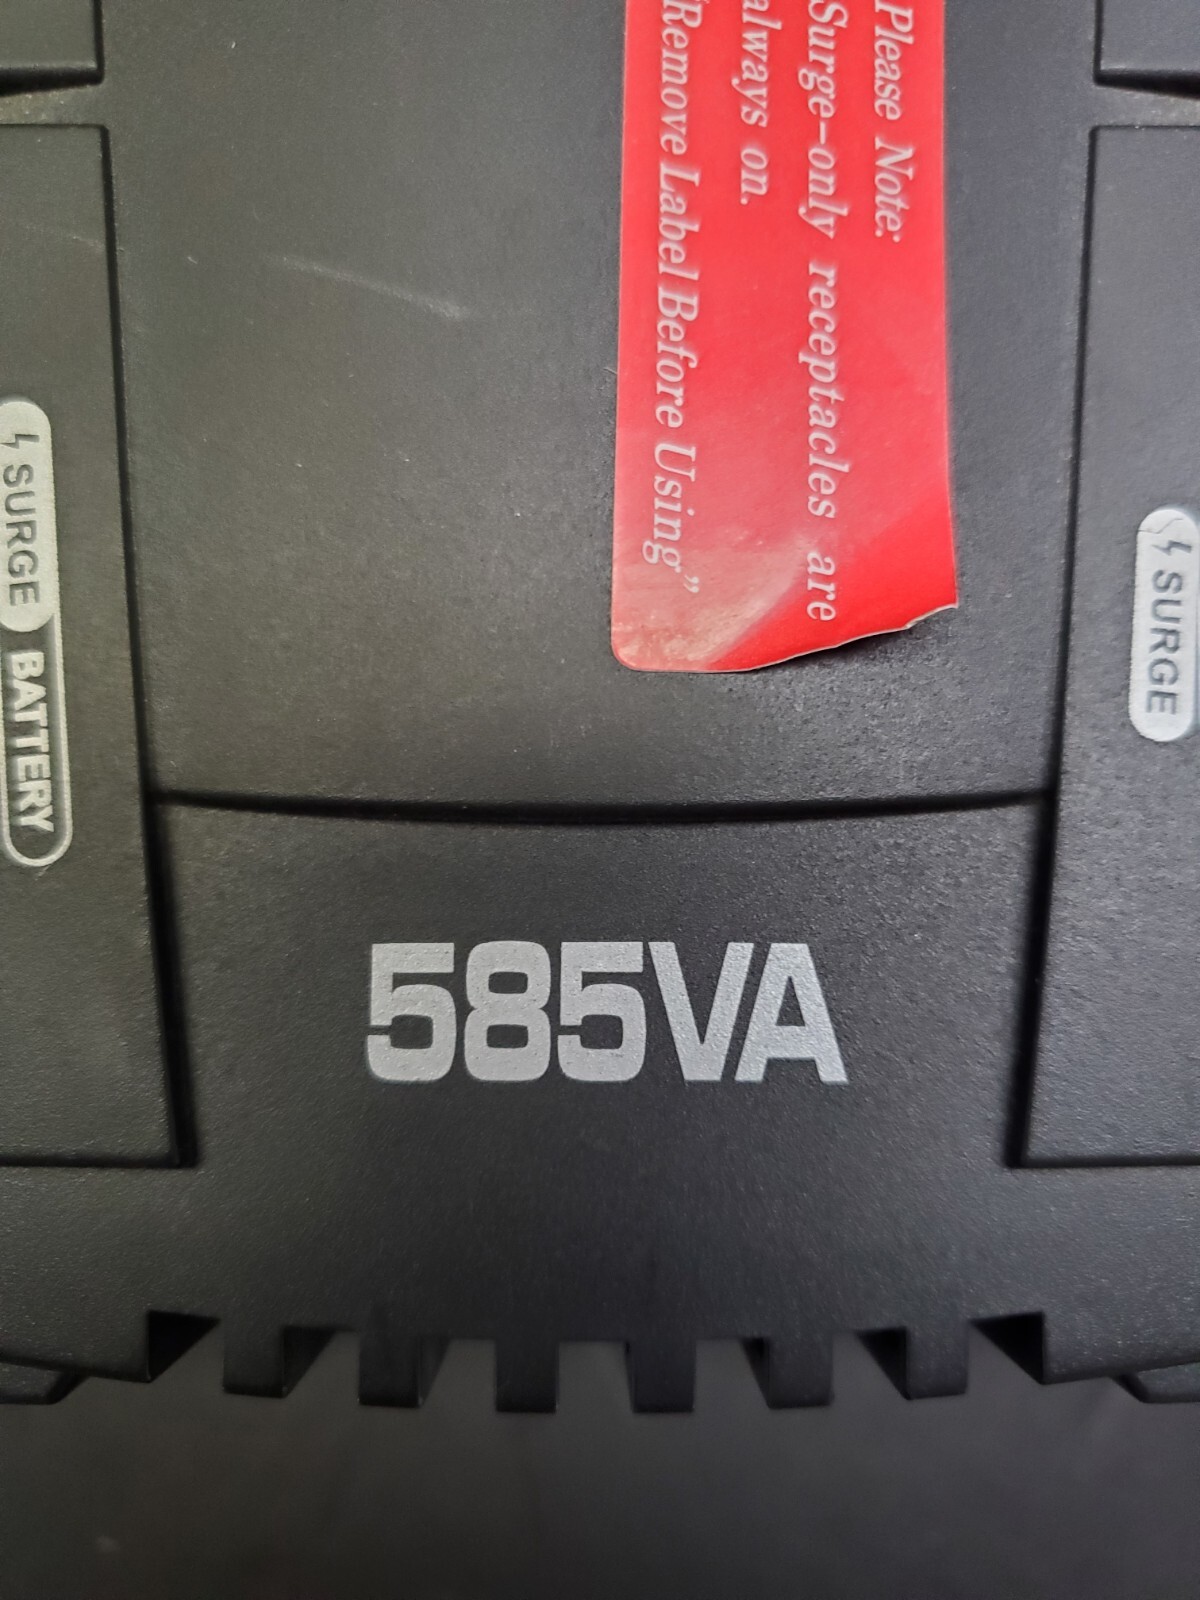 Please Note:
Surge-only receptacles are
always on.
"Remove Label Before Using"
SURGE BATTERY
SURGE
585VA